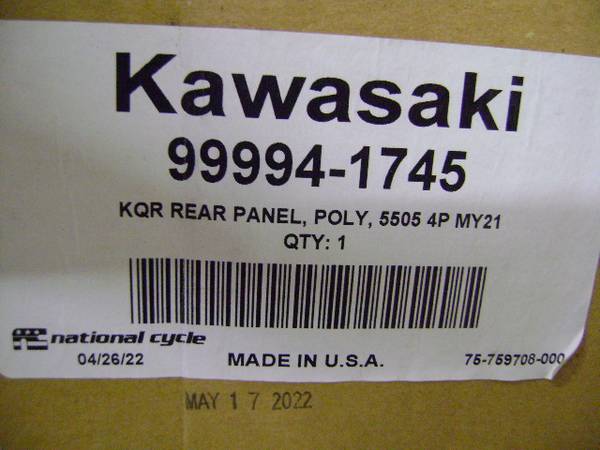 Kawasaki
99994-1745
KQR REAR PANEL, POLY, 5505 4P MY21
QTY: 1
national cycle
04/26/22 MADE IN U.S.A. 75-759708-000
MAY 17 2022